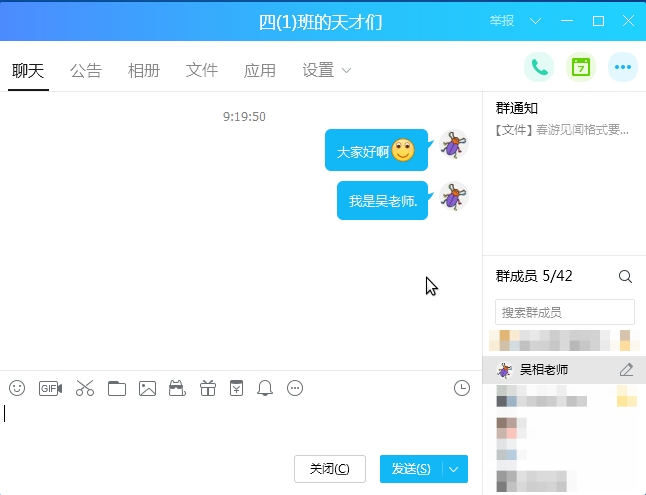 四(1)班的天才们
举报
聊天 公告 相册 文件 应用 设置
7
9:19:50
大家好啊
我是吴老师.
群通知
【文件】春游见闻格式要...
群成员 5/42
搜索群成员
吴相老师
GIF
关闭(C) 发送(S)